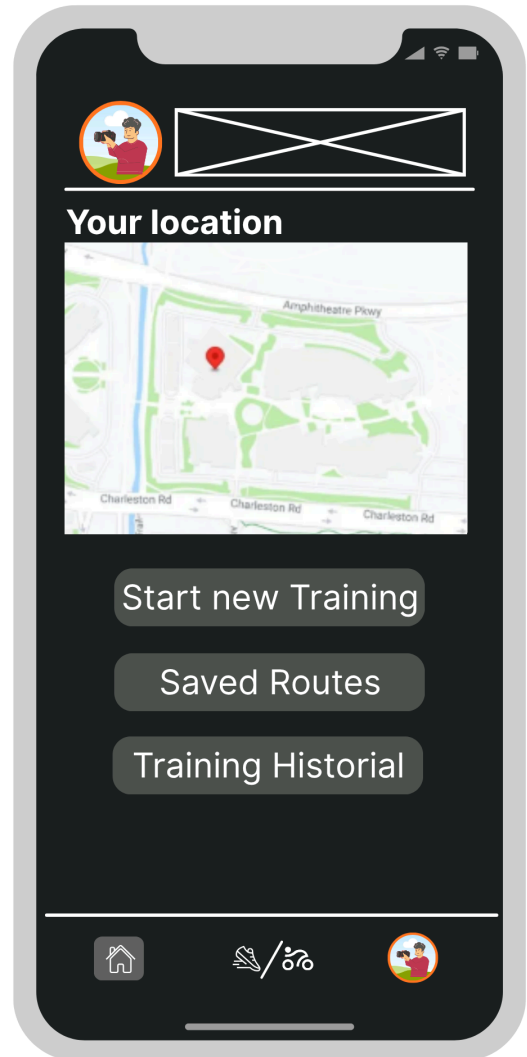 Your location
Amphitheatre Pkwy
Charleston Rd
Charleston Rd
Charleston Rd
Start new Training
Saved Routes
Training Historial